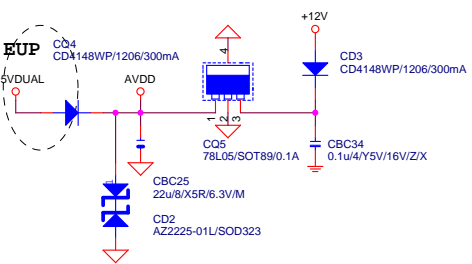 +12V
EUP
CQ4
CD4148WP/1206/300mA
5VDUAL
AVDD
4
CD3
CD4148WP/1206/300mA
1
2
3
CQ5
78L05/SOT89/0.1A
CBC34
0.1u/4/Y5V/16V/Z/X
CBC25
22u/8/X5R/6.3V/M
CD2
AZ2225-01L/SOD323